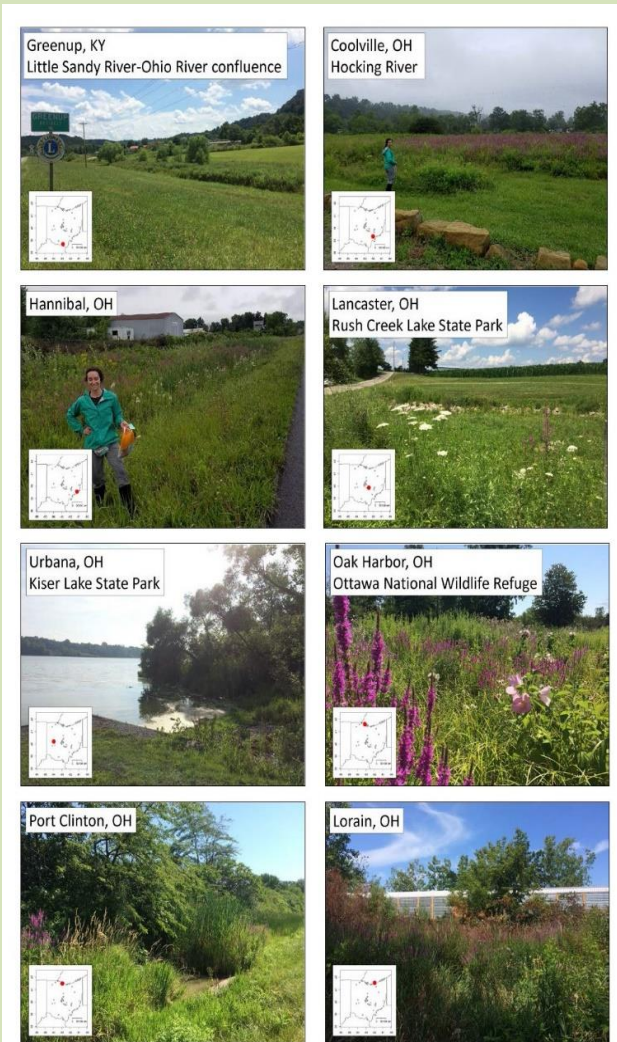 Greenup, KY
Little Sandy River-Ohio River confluence
GREENUP
Coolville, OH
Hocking River
Hannibal, OH
Lancaster, OH
Rush Creek Lake State Park
Urbana, OH
Kiser Lake State Park
Oak Harbor, OH
Ottawa National Wildlife Refuge
Port Clinton, OH
Lorain, OH